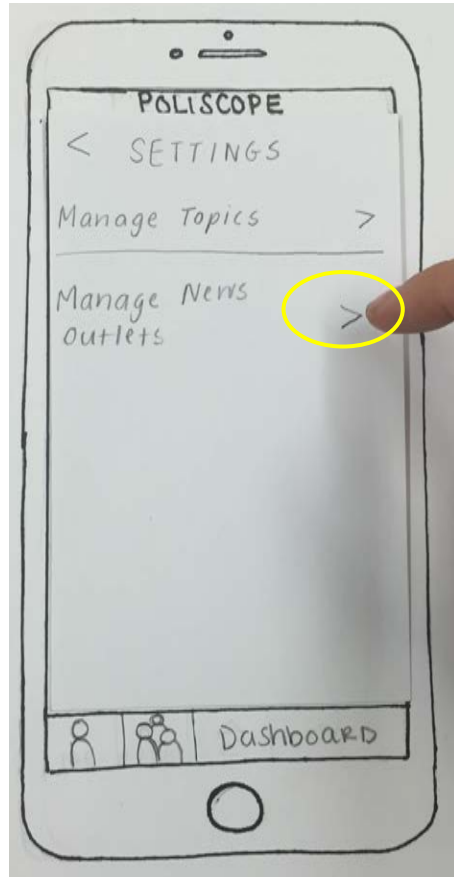 POLISCOPE
< SETTINGS
Manage Topics >
Manage News >
Outlets
Dashboard